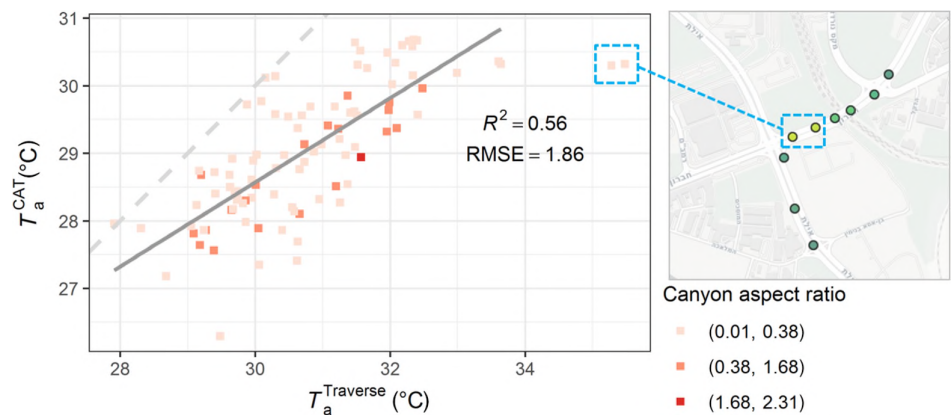 31
30
29
28
27
T_a^CAT (°C)
R² = 0.56
RMSE = 1.86
28
30
32
34
T_a^Traverse (°C)
Canyon aspect ratio
(0.01, 0.38)
(0.38, 1.68)
(1.68, 2.31)